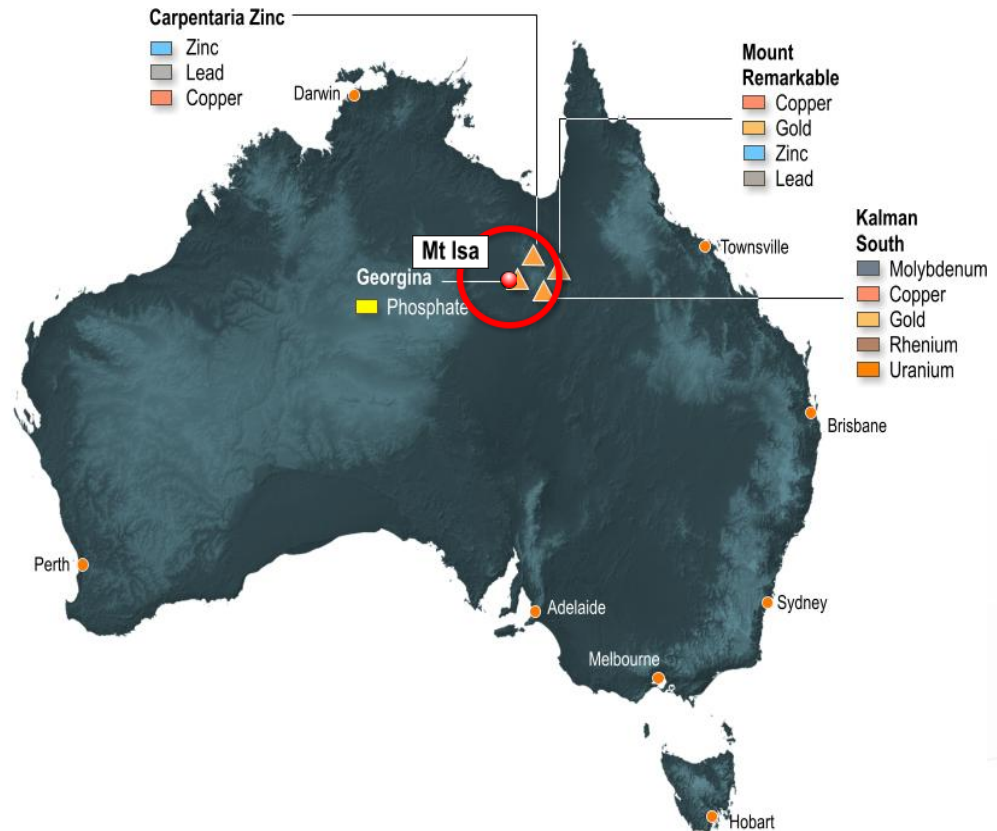 Carpentaria Zinc
Zinc
Lead
Copper
Darwin
Mount
Remarkable
Copper
Gold
Zinc
Lead
Kalman
South
Molybdenum
Copper
Gold
Rhenium
Uranium
Townsville
Mt Isa
Georgina
Phosphate
Brisbane
Perth
Adelaide
Sydney
Melbourne
Hobart